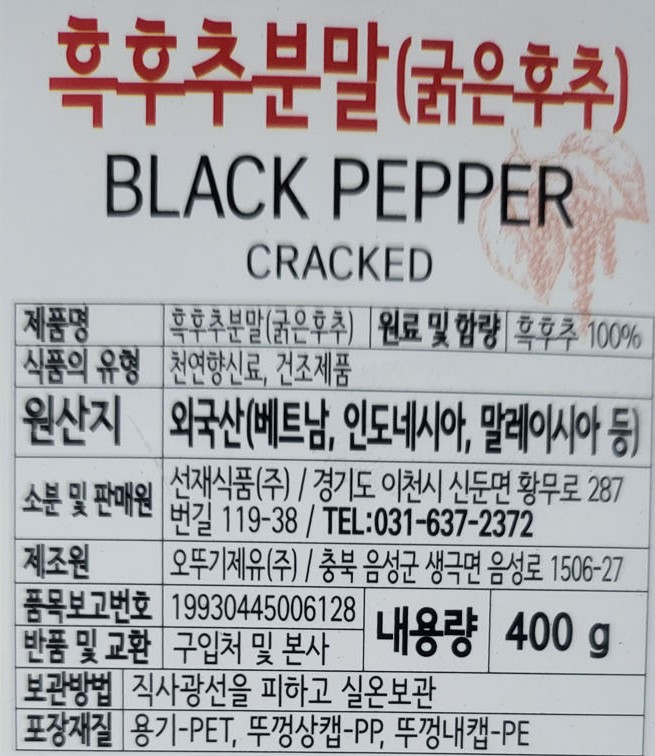 흑후추분말(굵은후추)
BLACK PEPPER
CRACKED
제품명 흑후추분말(굵은후추) 원료 및 함량 흑후추 100%
식품의 유형 천연향신료, 건조제품
원산지 외국산(베트남, 인도네시아, 말레이시아 등)
소분 및 판매원 선재식품(주) / 경기도 이천시 신둔면 황무로 287
번길 119-38 / TEL:031-637-2372
제조원 오뚜기제유(주) / 충북 음성군 생극면 음성로 1506-27
품목보고번호 19930445006128 내용량 400 g
반품 및 교환 구입처 및 본사
보관방법 직사광선을 피하고 실온보관
포장재질 용기-PET, 뚜껑상캡-PP, 뚜껑내캡-PE